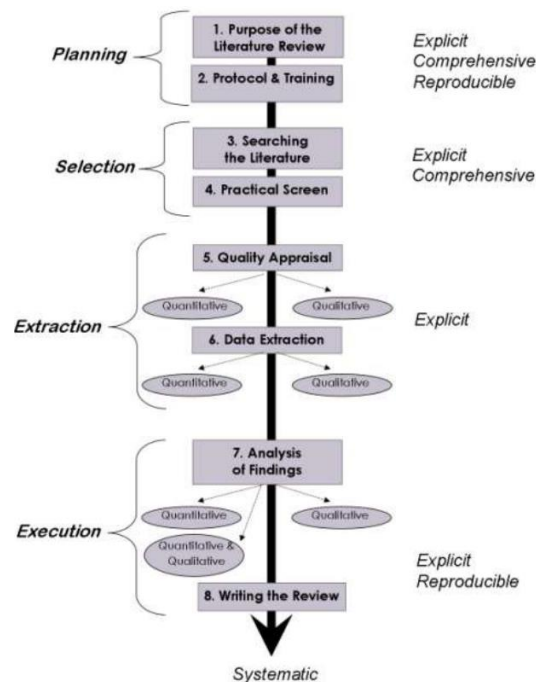 Planning
1. Purpose of the
Literature Review
2. Protocol & Training
Explicit
Comprehensive
Reproducible
Selection
3. Searching
the Literature
4. Practical Screen
Explicit
Comprehensive
Extraction
5. Quality Appraisal
Quantitative
Qualitative
6. Data Extraction
Quantitative
Qualitative
Explicit
Execution
7. Analysis
of Findings
Quantitative
Qualitative
Quantitative &
Qualitative
8. Writing the Review
Explicit
Reproducible
Systematic